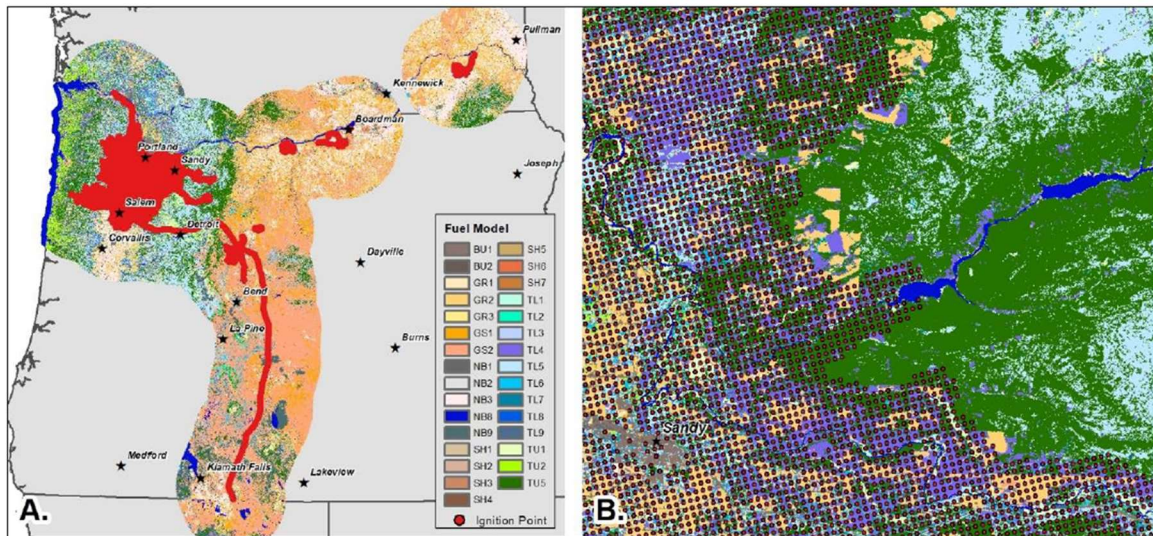 Pullman
Kennewick
Boardman
Portland
Sandy
Joseph
Salem
Detroit
Corvallis
Dayville
Bend
La Pine
Burns
Medford
Klamath Falls
Lakeview
A.
Fuel Model
BU1 SH5
BU2 SH6
GR1 SH7
GR2 TL1
GR3 TL2
GS1 TL3
GS2 TL4
NB1 TL5
NB2 TL6
NB3 TL7
NB8 TL8
NB9 TL9
SH1 TU1
SH2 TU2
SH3 TU5
SH4
Ignition Point
Sandy
B.